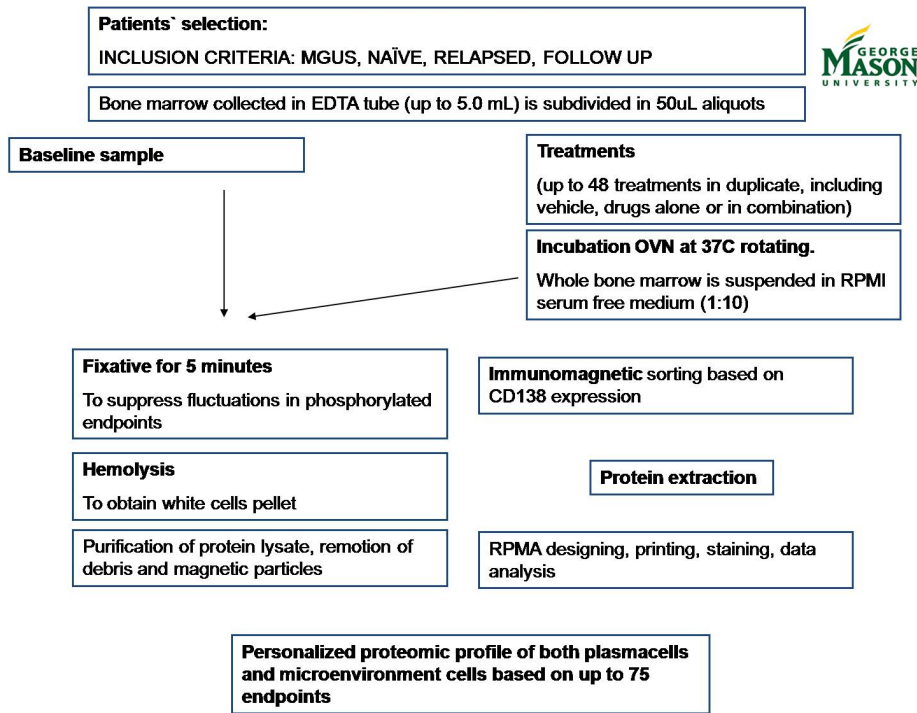 Patients` selection:
INCLUSION CRITERIA: MGUS, NAÏVE, RELAPSED, FOLLOW UP
GEORGE
MASON
UNIVERSITY
Bone marrow collected in EDTA tube (up to 5.0 mL) is subdivided in 50uL aliquots
Baseline sample
Treatments
(up to 48 treatments in duplicate, including
vehicle, drugs alone or in combination)
Incubation OVN at 37C rotating.
Whole bone marrow is suspended in RPMI
serum free medium (1:10)
Fixative for 5 minutes
To suppress fluctuations in phosphorylated
endpoints
Immunomagnetic sorting based on
CD138 expression
Hemolysis
To obtain white cells pellet
Protein extraction
Purification of protein lysate, remotion of
debris and magnetic particles
RPMA designing, printing, staining, data
analysis
Personalized proteomic profile of both plasmacells
and microenvironment cells based on up to 75
endpoints